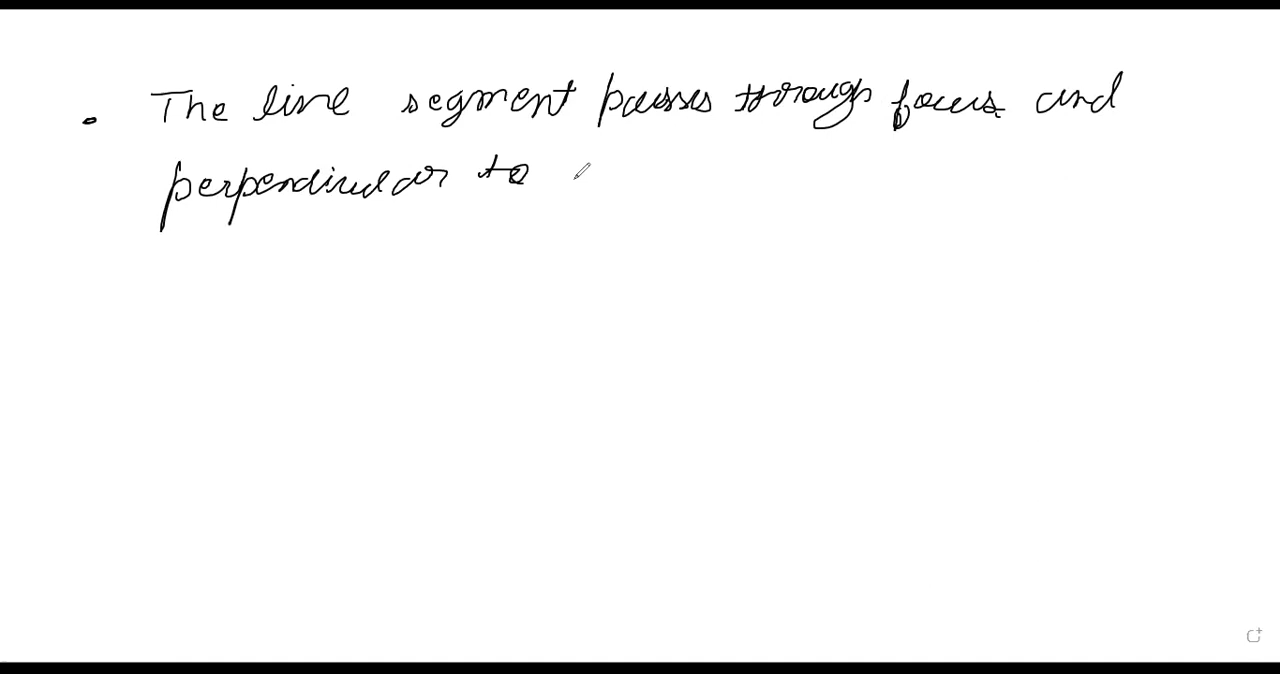 . The line segment passes through focus and
perpendicular to